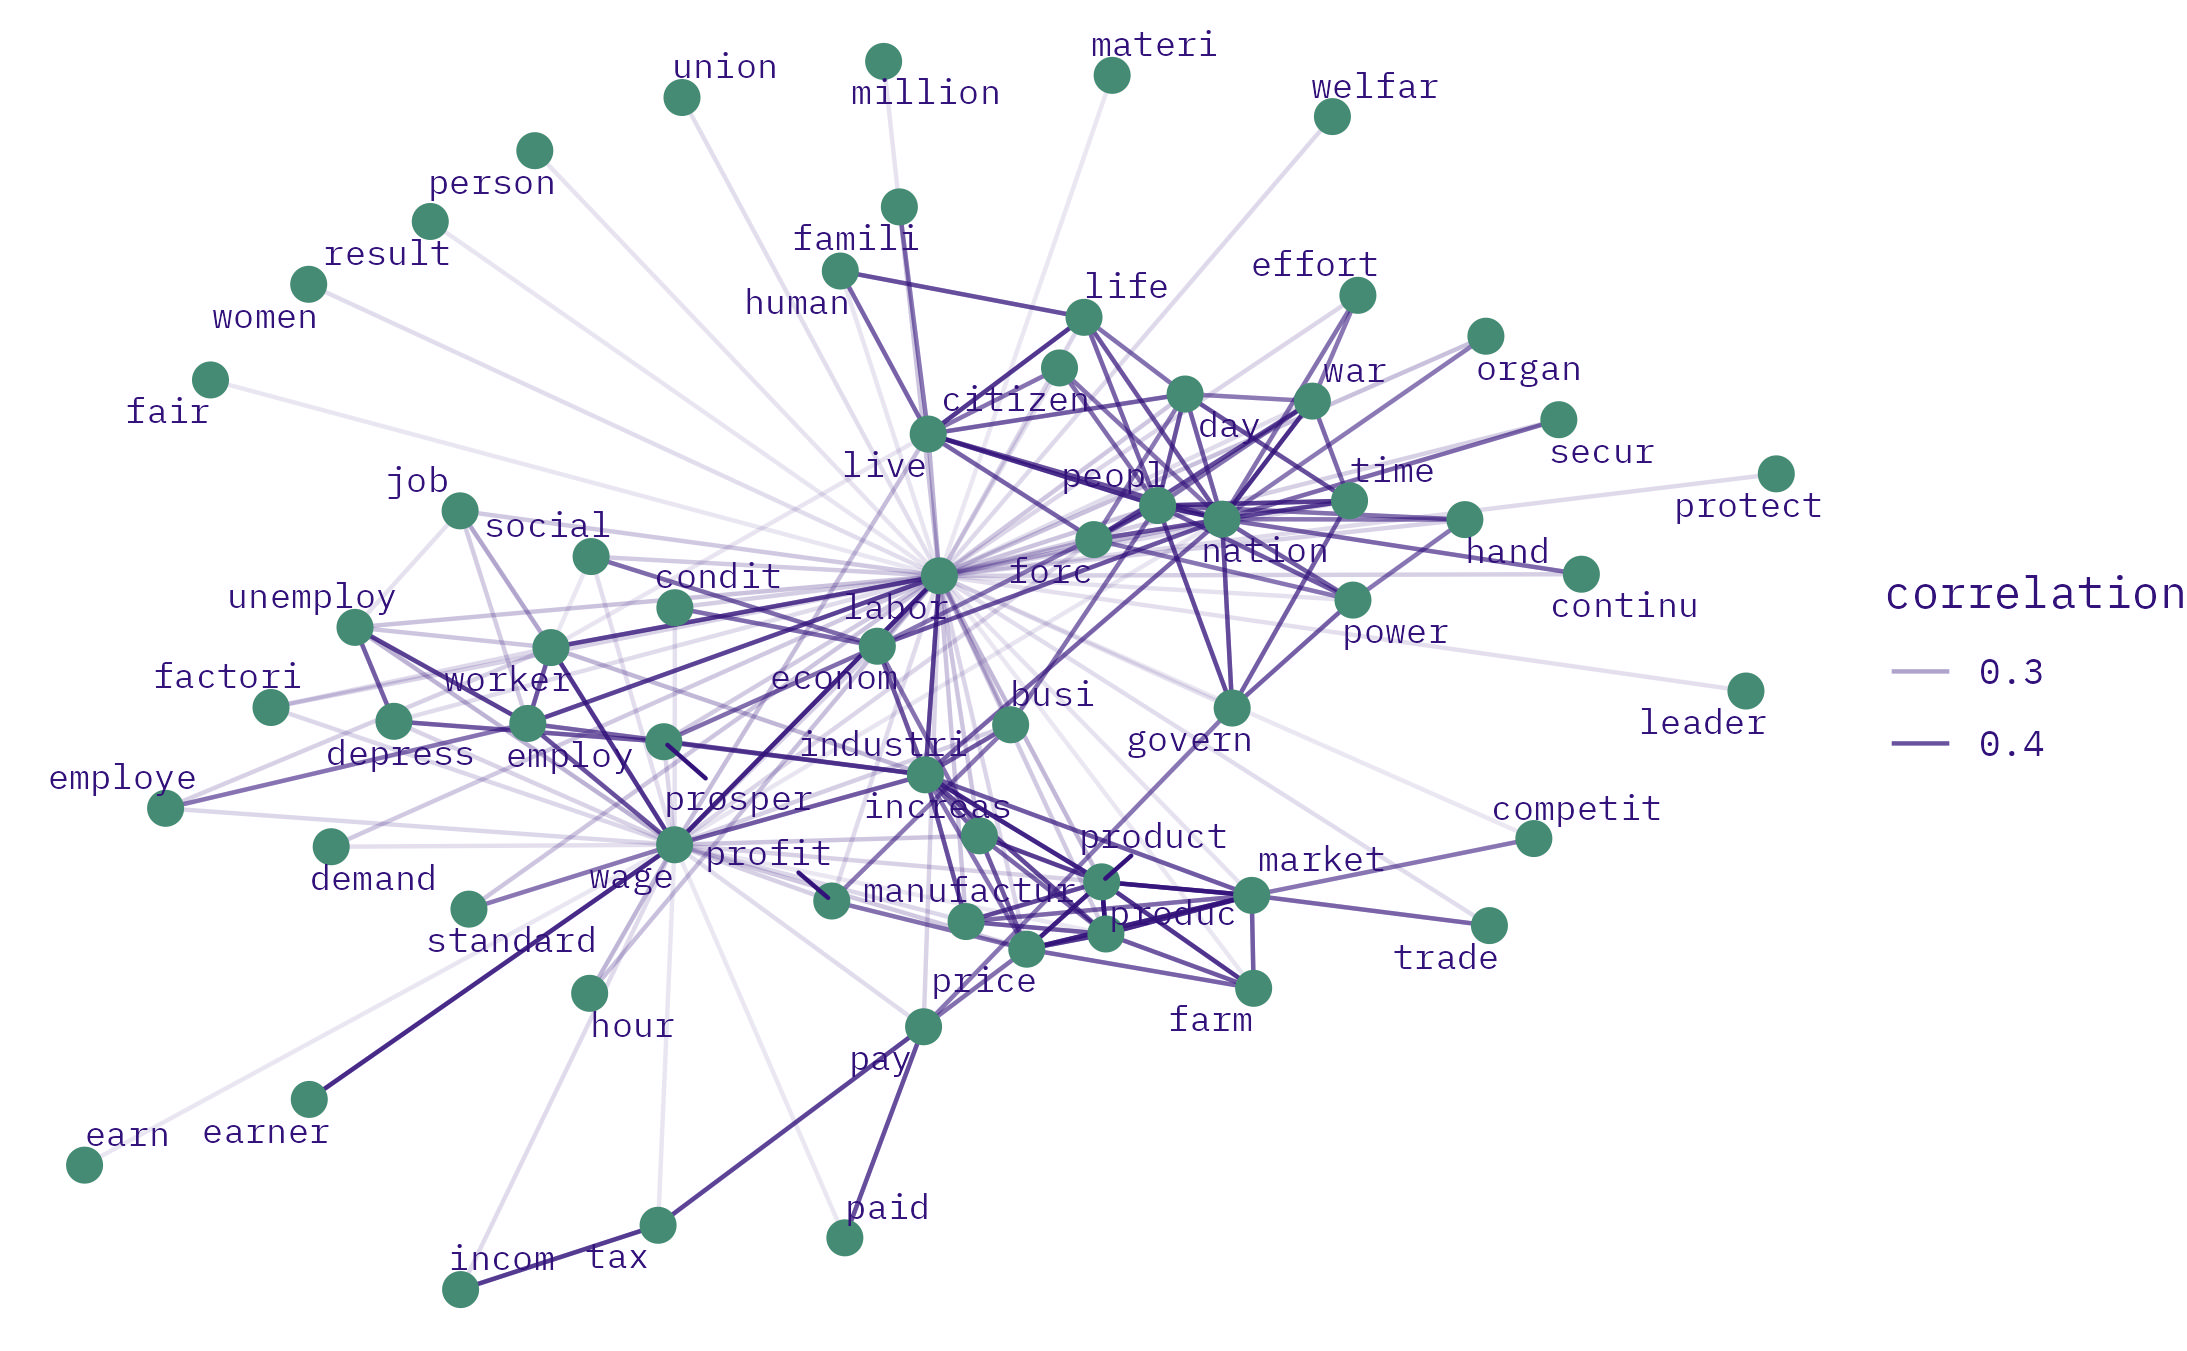 materi
union
million
welfar
person
famili
result
effort
life
human
women
war
organ
citizen
fair
day
secur
live
peopl
time
job
protect
social
nation
hand
condit
forc
correlation
unemploy
labor
continu
power
factori
worker
econom
0.3
busi
leader
depress
employ
industri
govern
0.4
employe
prosper
increas
competit
product
profit
market
demand
wage
manufactur
produc
standard
trade
price
hour
farm
pay
earn
earner
paid
incom
tax